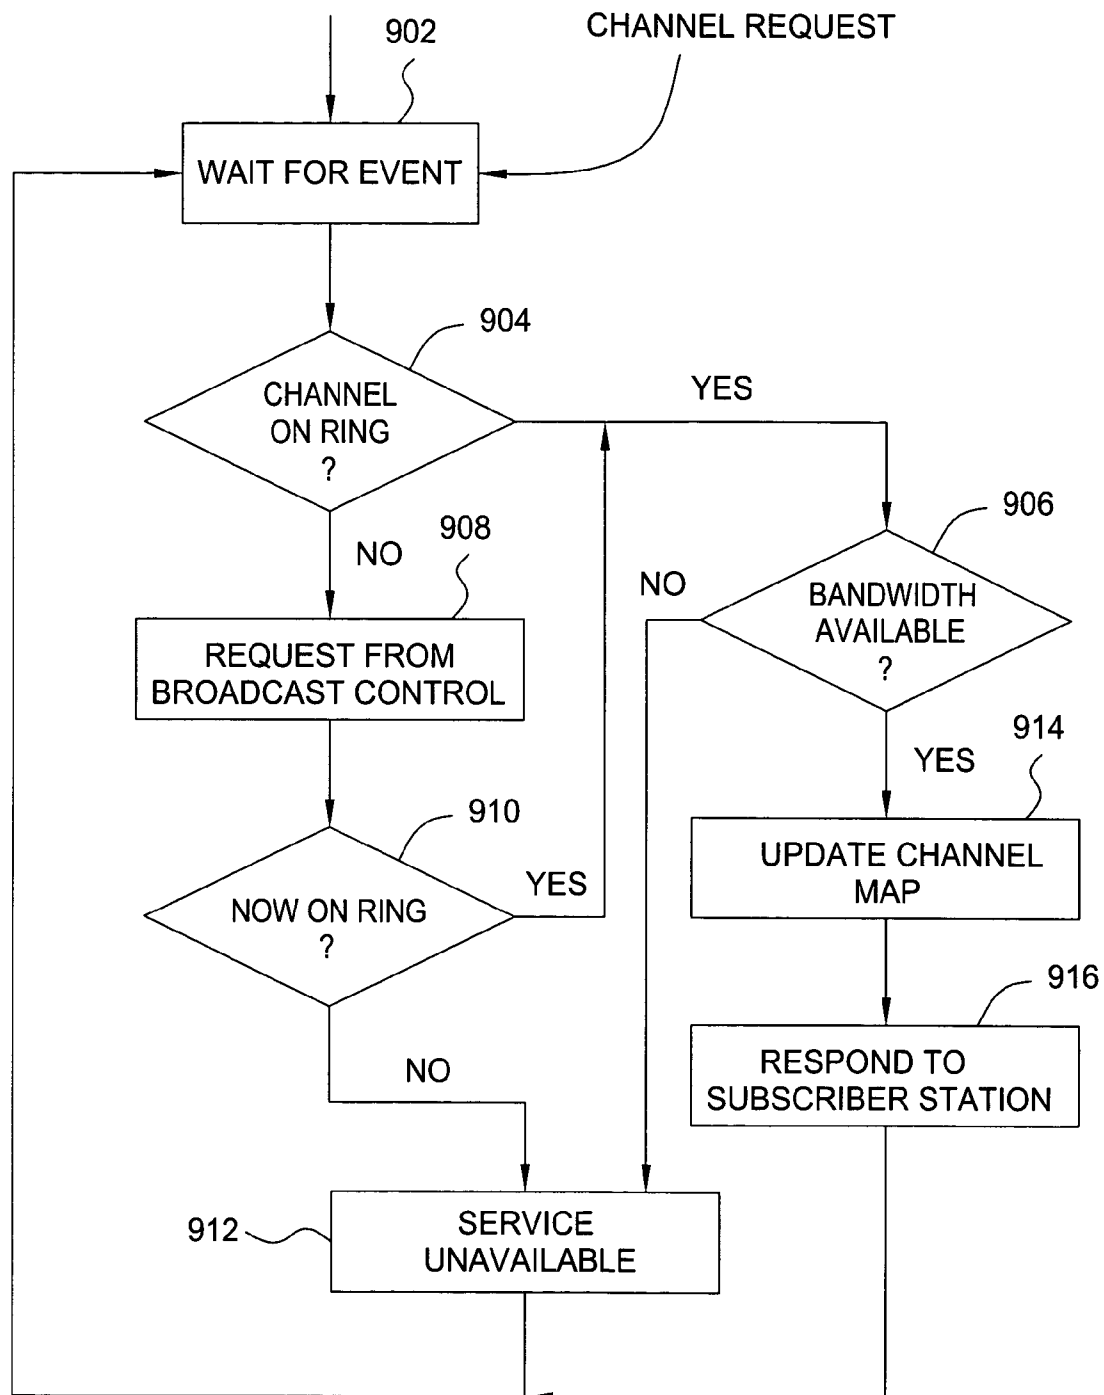 902
CHANNEL REQUEST
WAIT FOR EVENT
904
CHANNEL
ON RING
?
YES
NO
908
REQUEST FROM
BROADCAST CONTROL
906
BANDWIDTH
AVAILABLE
?
NO
YES
910
NOW ON RING
?
YES
NO
914
UPDATE CHANNEL
MAP
916
RESPOND TO
SUBSCRIBER STATION
912
SERVICE
UNAVAILABLE